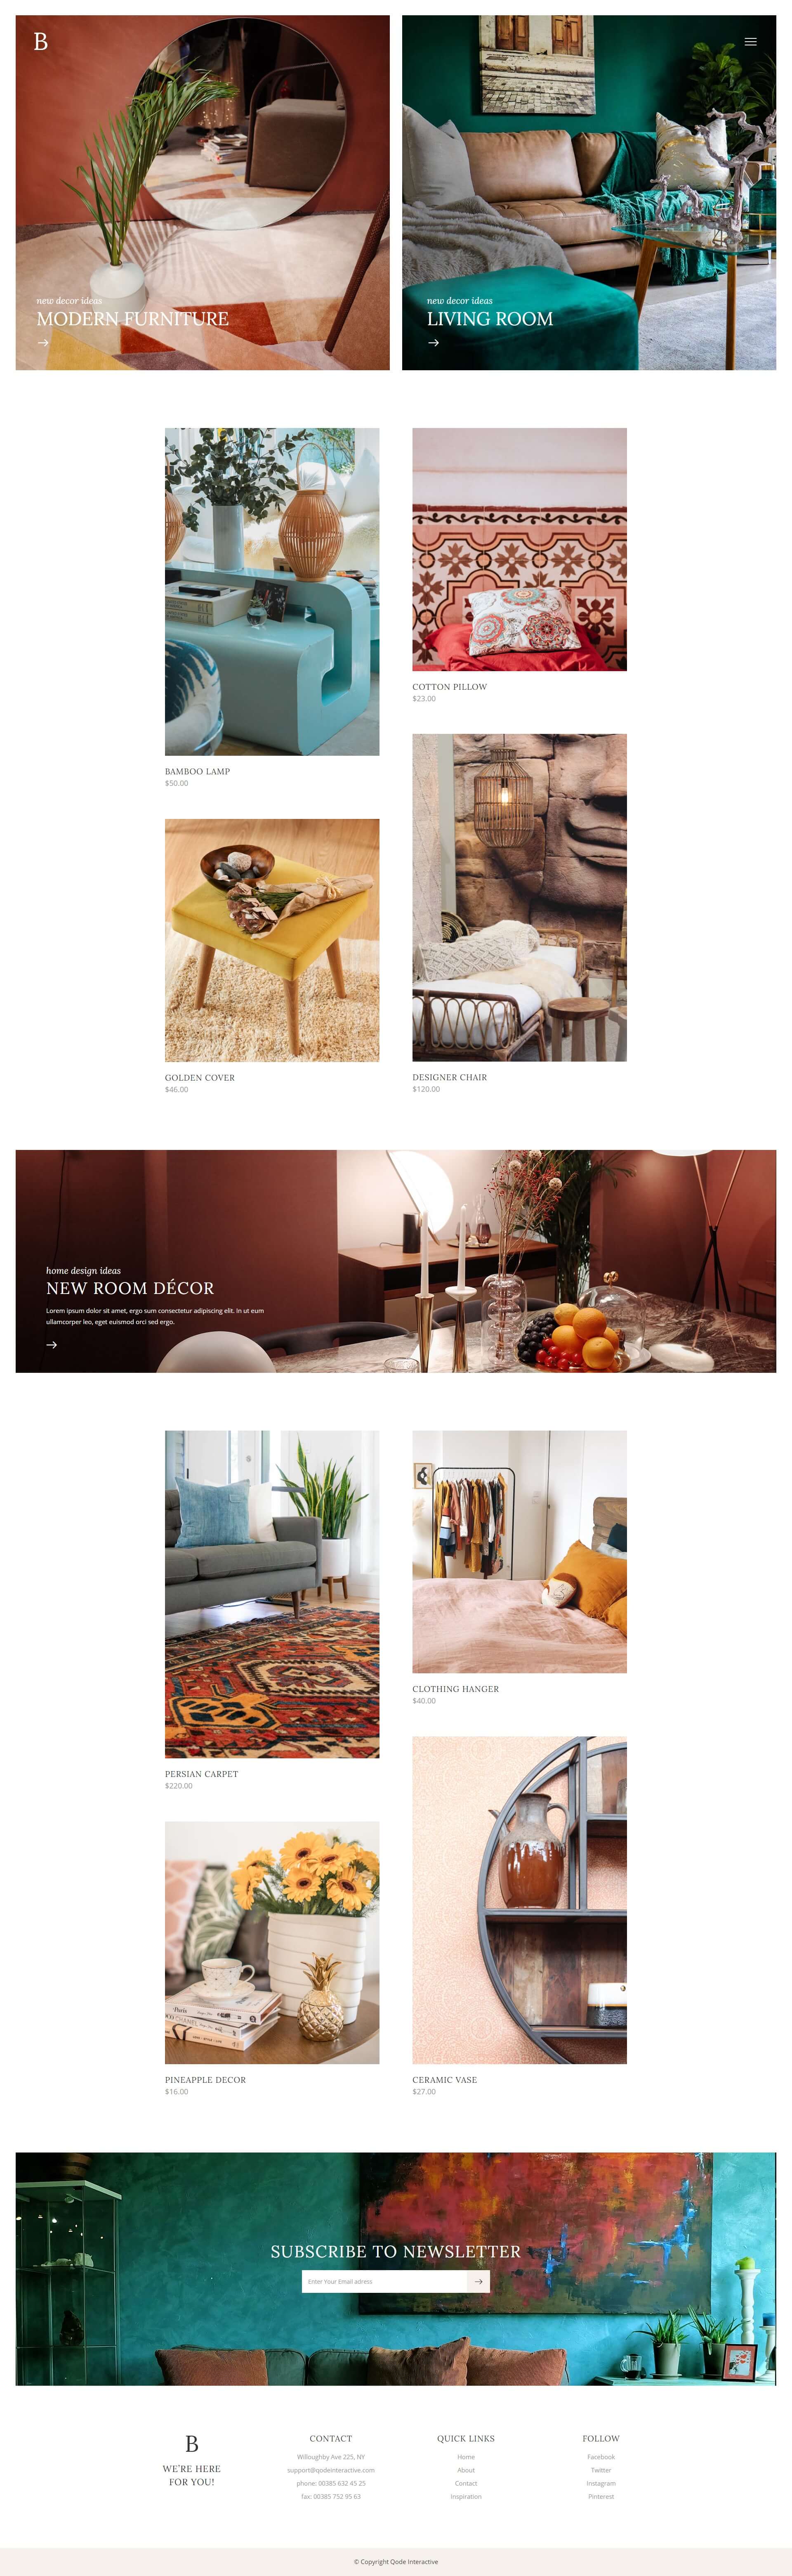 B
new decor ideas
MODERN FURNITURE
new decor ideas
LIVING ROOM
BAMBOO LAMP
$50.00
COTTON PILLOW
$23.00
GOLDEN COVER
$46.00
DESIGNER CHAIR
$120.00
home design ideas
NEW ROOM DÉCOR
Lorem ipsum dolor sit amet, ergo sum consectetur adipiscing elit. In ut eum
ullamcorper leo, eget euismod orci sed ergo.
PERSIAN CARPET
$220.00
CLOTHING HANGER
$40.00
Paris
CHANEL
PINEAPPLE DECOR
$16.00
CERAMIC VASE
$27.00
SUBSCRIBE TO NEWSLETTER
Enter Your Email adress
B
WE'RE HERE
FOR YOU!
CONTACT
Willoughby Ave 225, NY
support@qodeinteractive.com
phone: 00385 632 45 25
fax: 00385 752 95 63
QUICK LINKS
Home
About
Contact
Inspiration
FOLLOW
Facebook
Twitter
Instagram
Pinterest
© Copyright Qode Interactive